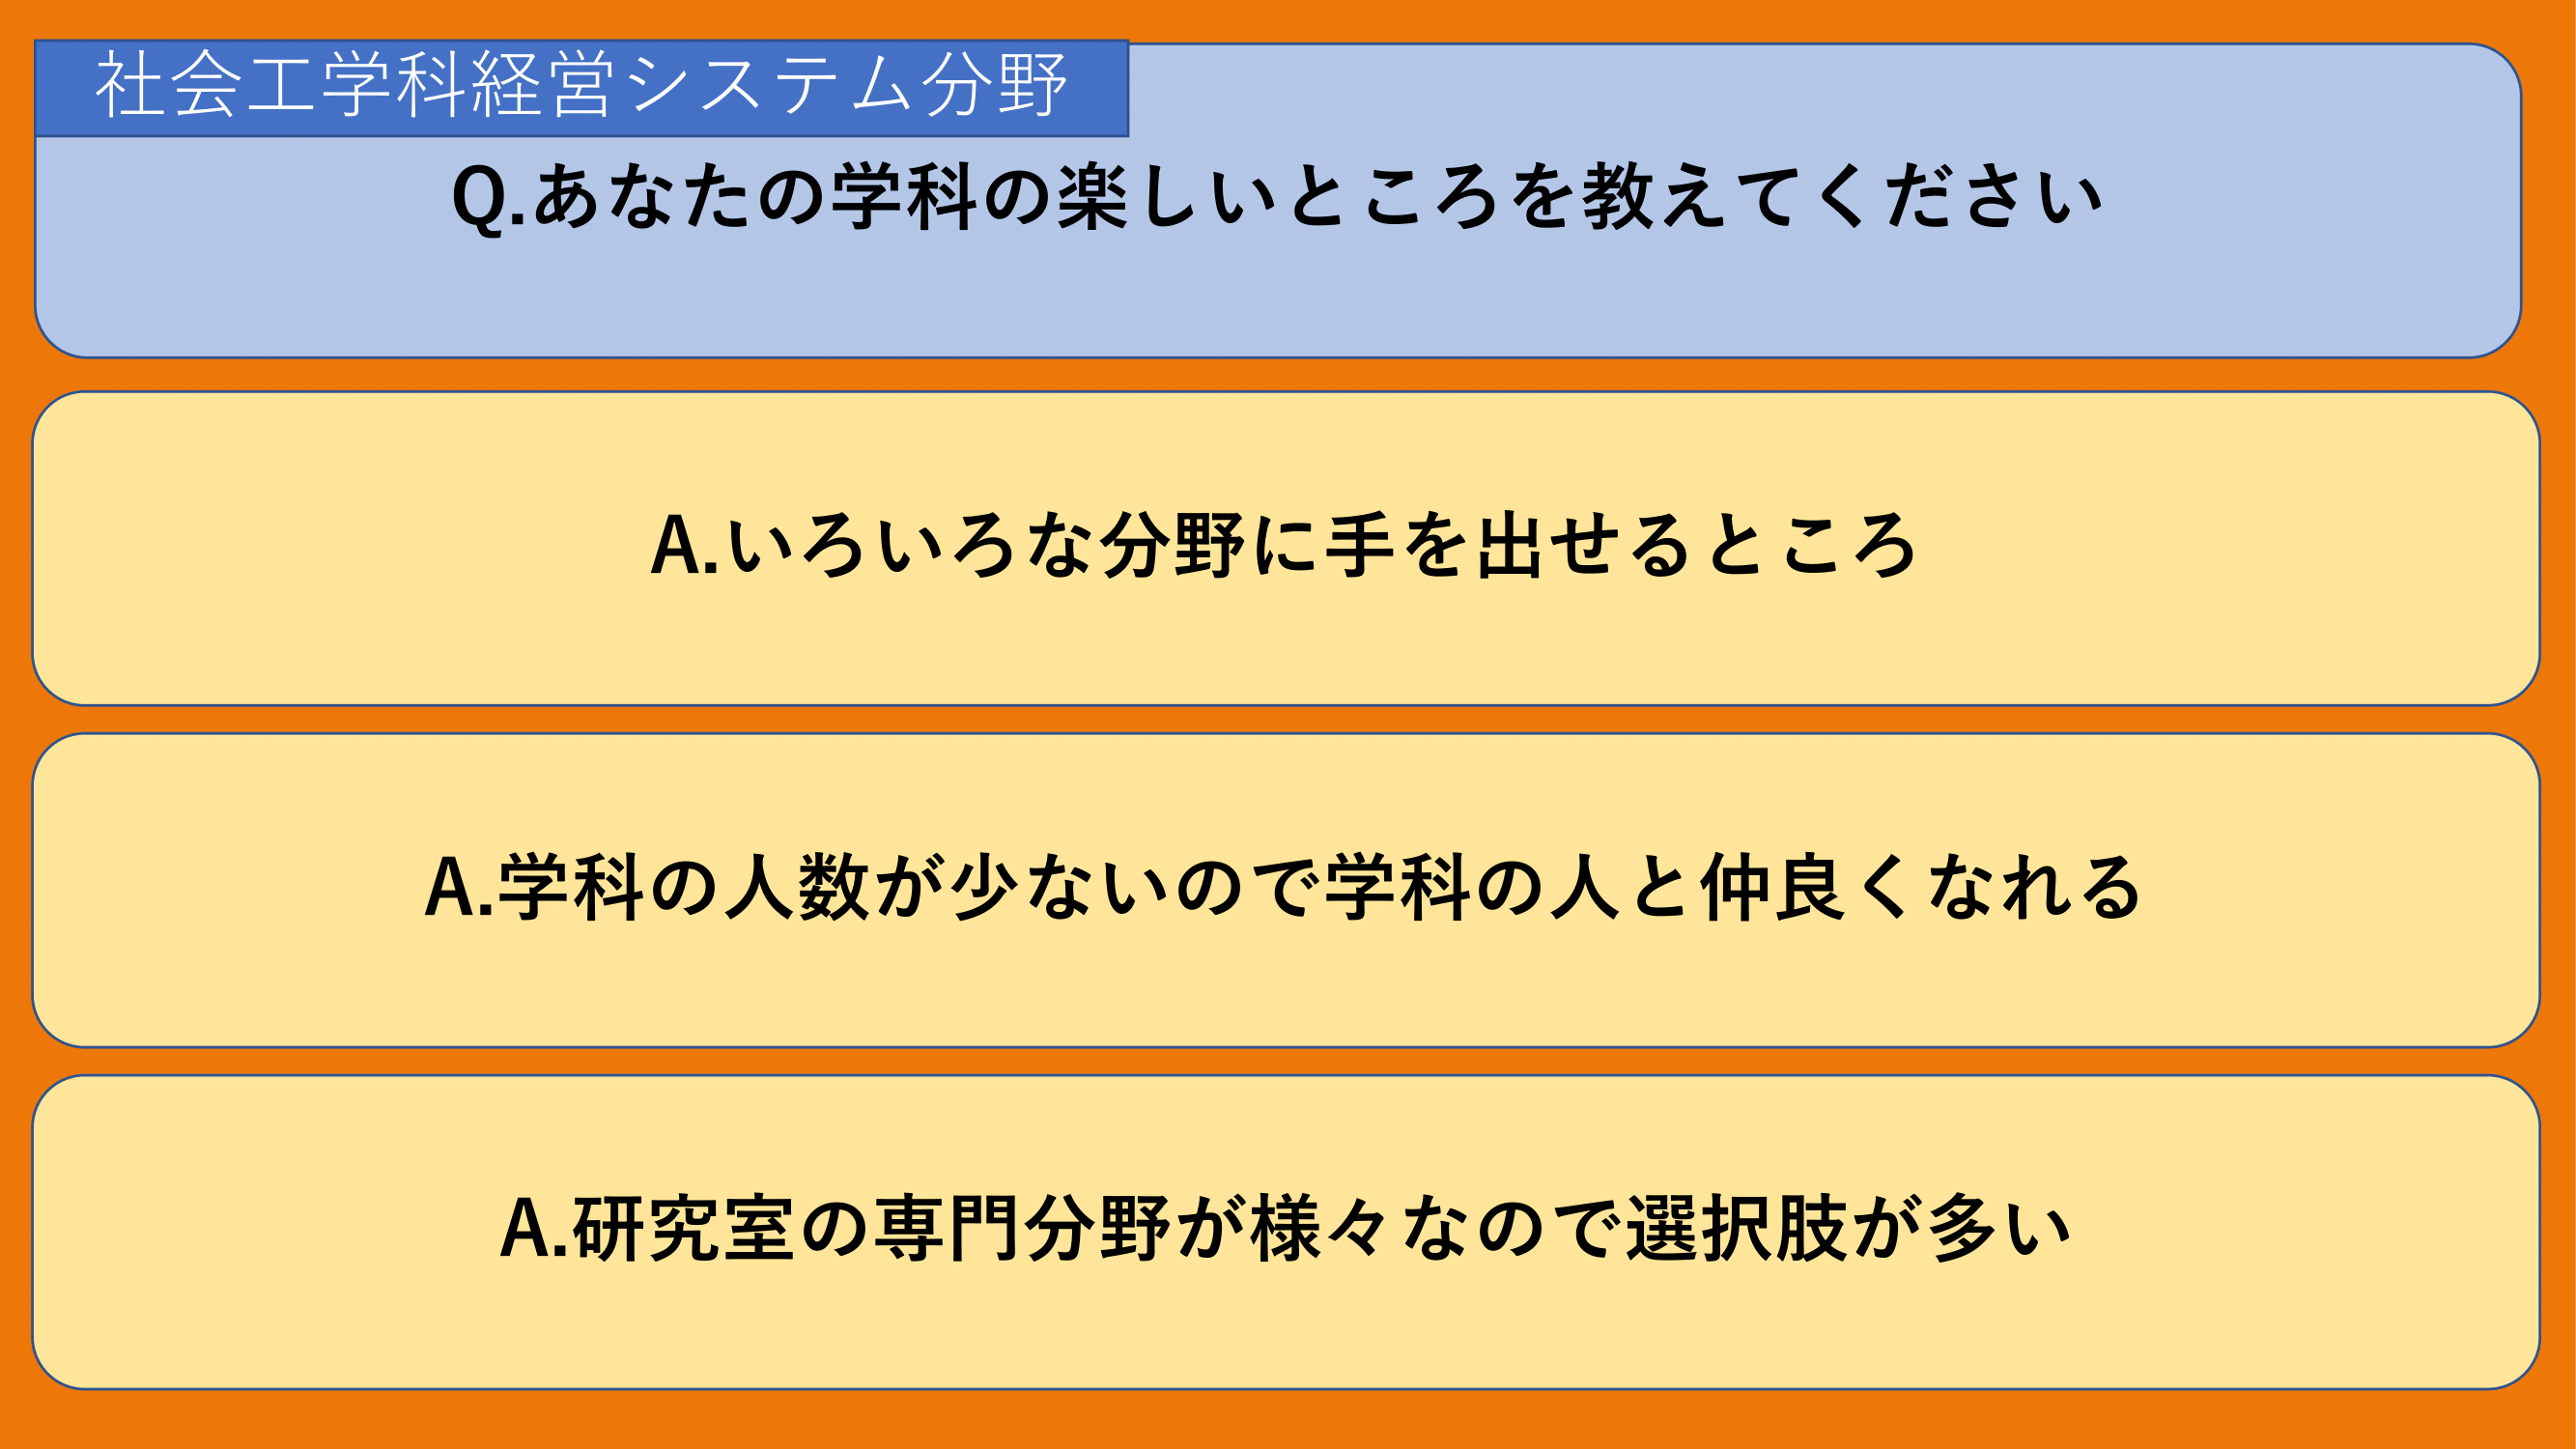 社会工学科経営システム分野
Q.あなたの学科の楽しいところを教えてください
A.いろいろな分野に手を出せるところ
A.学科の人数が少ないので学科の人と仲良くなれる
A.研究室の専門分野が様々なので選択肢が多い